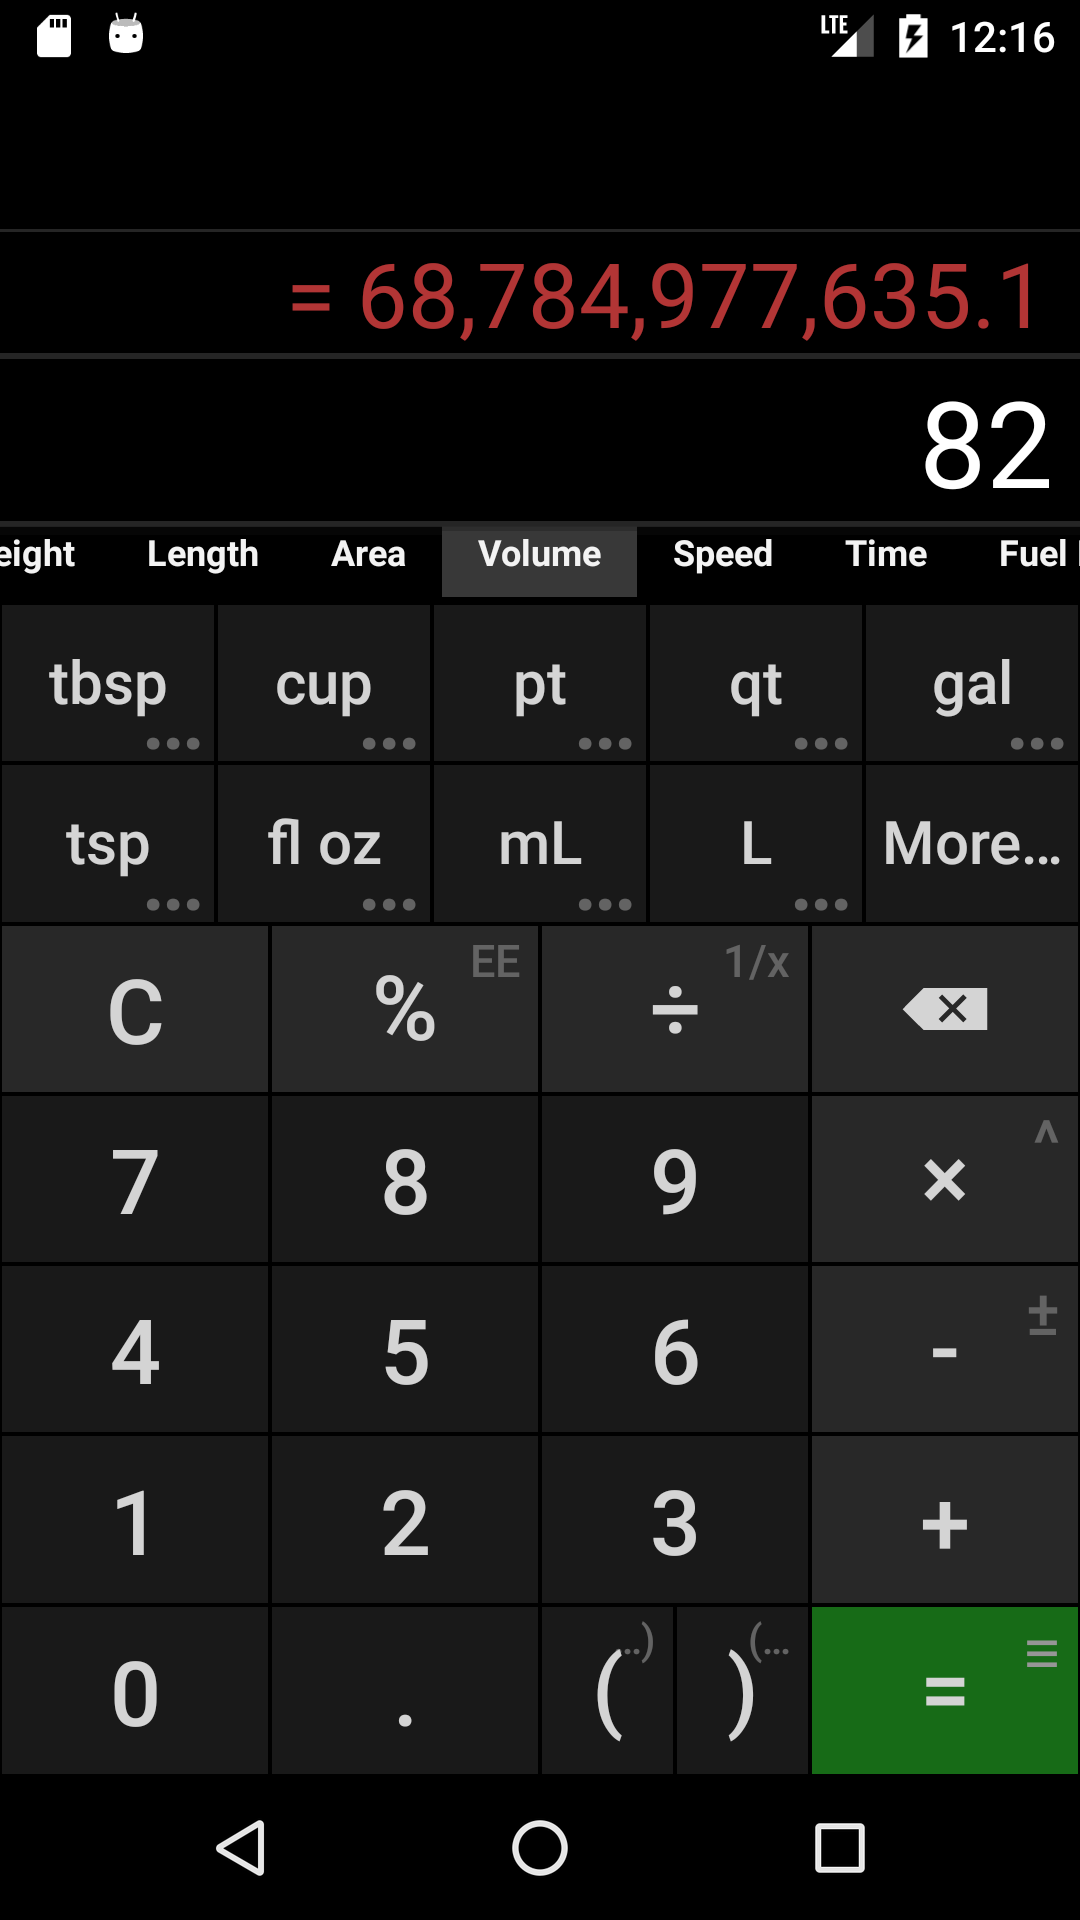 LTE 12:16
= 68,784,977,635.1
82
eight Length Area Volume Speed Time Fuel
tbsp cup pt qt gal
tsp fl oz mL L More...
C % EE ÷ 1/x
7 8 9 × ^
4 5 6 - ±
1 2 3 +
0 . ( ..) ) (... = ≡